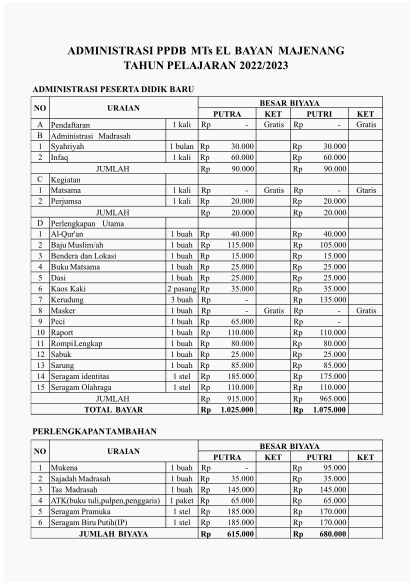 ADMINISTRASI PPDB MTs EL BAYAN MAJENANG
TAHUN PELAJARAN 2022/2023
ADMINISTRASI PESERTA DIDIK BARU
NO URAIAN BESAR BIYAYA
PUTRA KET PUTRI KET
A Pendaftaran 1 kali Rp - Gratis Rp - Gratis
B Administrasi Madrasah
1 Syahriyah 1 bulan Rp 30.000 Rp 30.000
2 Infaq 1 kali Rp 60.000 Rp 60.000
JUMLAH Rp 90.000 Rp 90.000
C Kegiatan
1 Matsama 1 kali Rp - Gratis Rp - Gtaris
2 Perjumsa 1 kali Rp 20.000 Rp 20.000
JUMLAH Rp 20.000 Rp 20.000
D Perlengkapan Utama
1 Al-Qur'an 1 buah Rp 40.000 Rp 40.000
2 Baju Muslim/ah 1 buah Rp 115.000 Rp 105.000
3 Bendera dan Lokasi 1 buah Rp 15.000 Rp 15.000
4 Buku Matsama 1 buah Rp 25.000 Rp 25.000
5 Dasi 1 buah Rp 25.000 Rp 25.000
6 Kaos Kaki 2 pasang Rp 35.000 Rp 35.000
7 Kerudung 3 buah Rp - Rp 135.000
8 Masker 1 buah Rp - Gratis Rp - Gratis
9 Peci 1 buah Rp 65.000 Rp -
10 Raport 1 buah Rp 110.000 Rp 110.000
11 RompiLengkap 1 buah Rp 80.000 Rp 80.000
12 Sabuk 1 buah Rp 25.000 Rp 25.000
13 Sarung 1 buah Rp 85.000 Rp 85.000
14 Seragam identitas 1 stel Rp 185.000 Rp 175.000
15 Seragam Olahraga 1 stel Rp 110.000 Rp 110.000
JUMLAH Rp 915.000 Rp 965.000
TOTAL BAYAR Rp 1.025.000 Rp 1.075.000
PERLENGKAPANTAMBAHAN
NO URAIAN BESAR BIYAYA
PUTRA KET PUTRI KET
1 Mukena 1 buah Rp - Rp 95.000
2 Sajadah Madrasah 1 buah Rp 35.000 Rp 35.000
3 Tas Madrasah 1 buah Rp 145.000 Rp 145.000
4 ATK(buku tuli,pulpen,penggaris) 1 paket Rp 65.000 Rp 65.000
5 Seragam Pramuka 1 stel Rp 185.000 Rp 170.000
6 Seragam Biru Putih(IP) 1 stel Rp 185.000 Rp 170.000
JUMLAH BIYAYA Rp 615.000 Rp 680.000